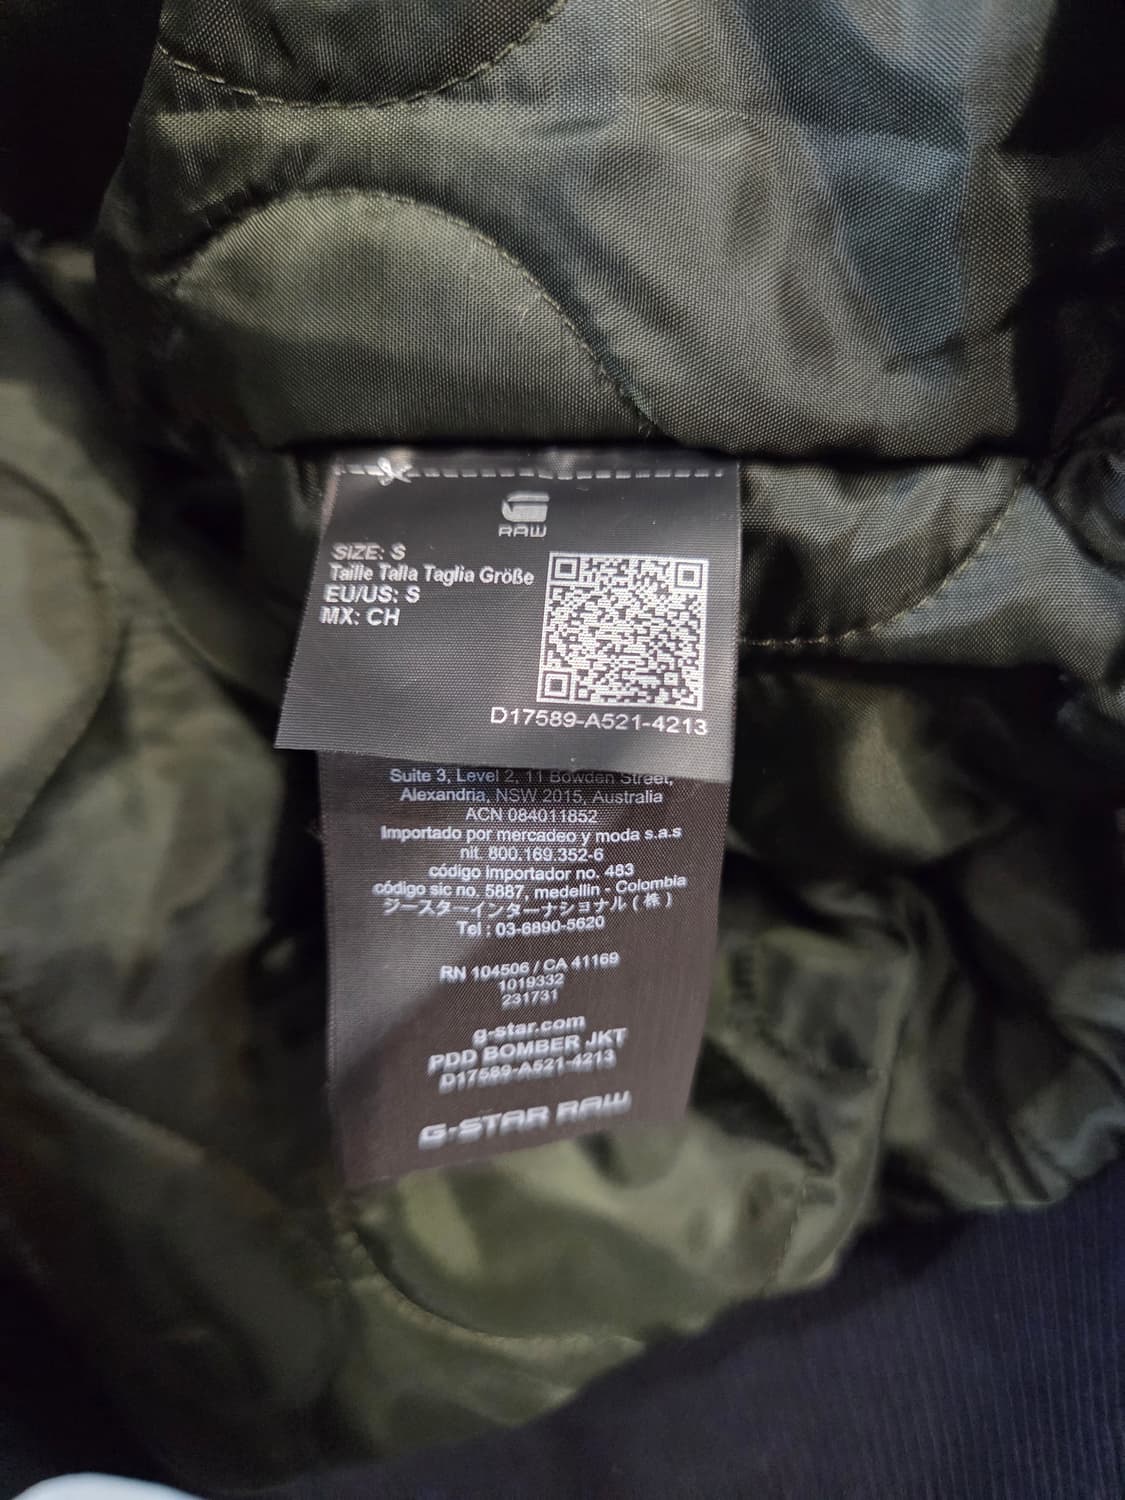 RAW
SIZE: S
Taille Talla Taglia Größe
EU/US: S
MX: CH
D17589-A521-4213
Suite 3, Level 2, 11 Bowden Street,
Alexandria, NSW 2015, Australia
ACN 084011852
Importado por mercadeo y moda s.a.s
nit. 800.169.352-6
código Importador no. 483
código sic no. 5887, medellin - Colombia
ジースターインターナショナル(株)
Tel : 03-6890-5620
RN 104506 / CA 41169
1019332
231731
g-star.com
PDD BOMBER JKT
D17589-A521-4213
G-STAR RAW